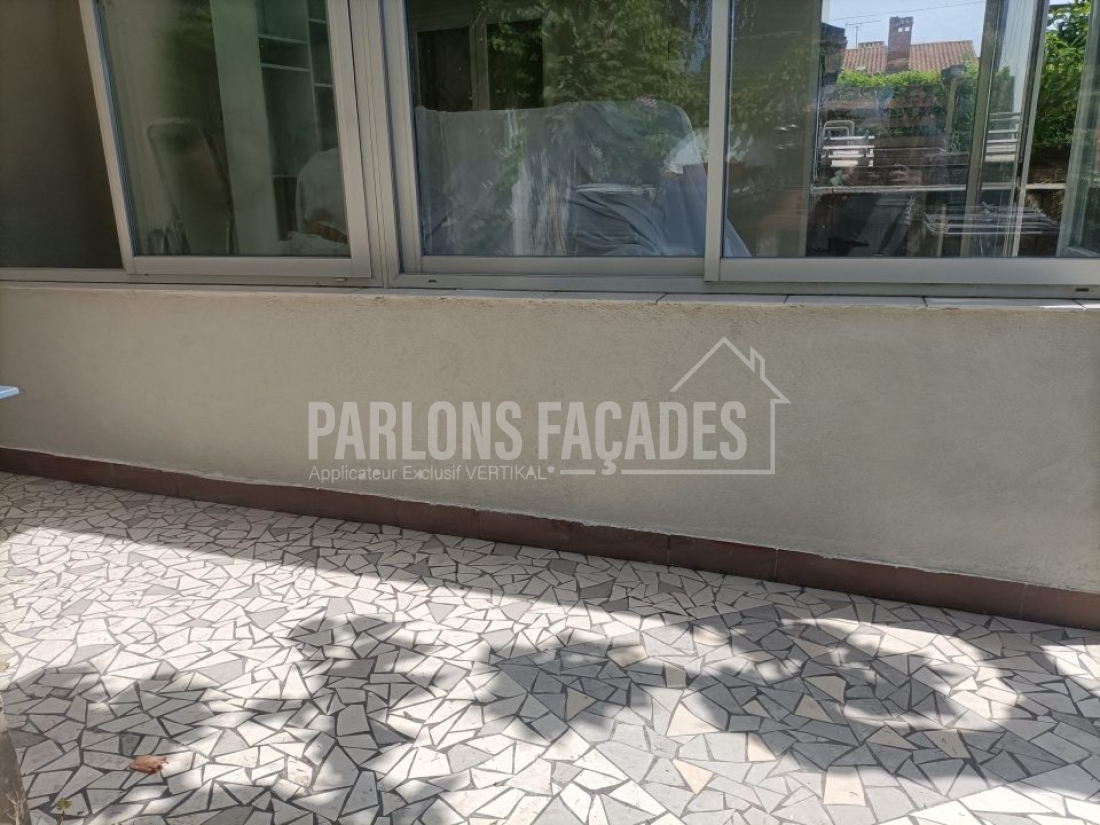 PARLONS FAÇADES
Applicateur Exclusif VERTIKAL®